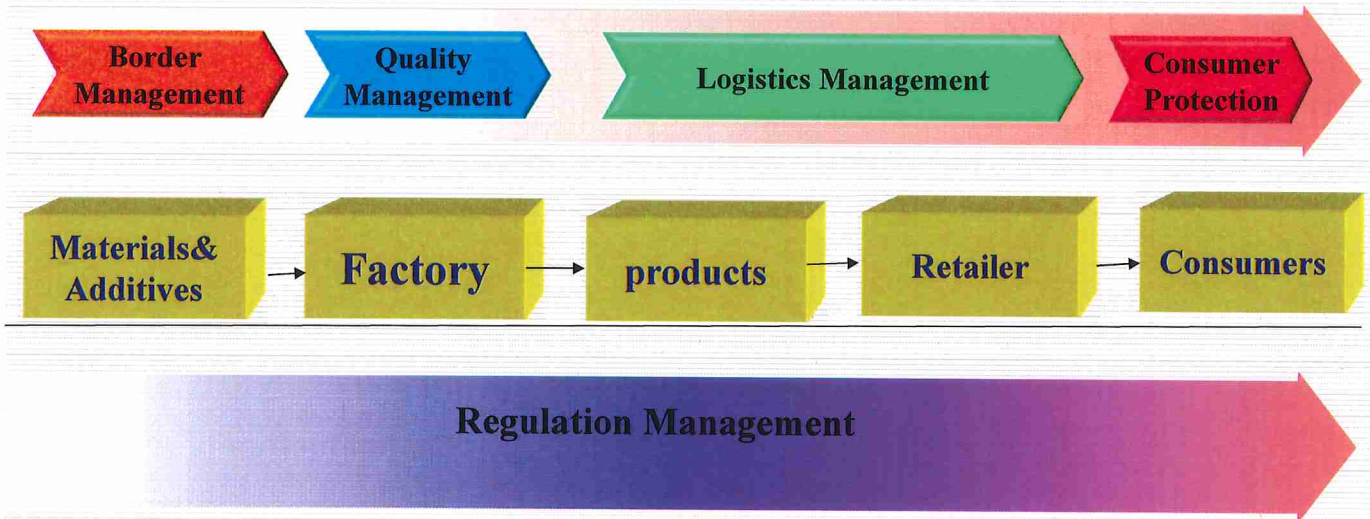 Border
Management
Quality
Management
Logistics Management
Consumer
Protection
Materials&
Additives
Factory
products
Retailer
Consumers
Regulation Management